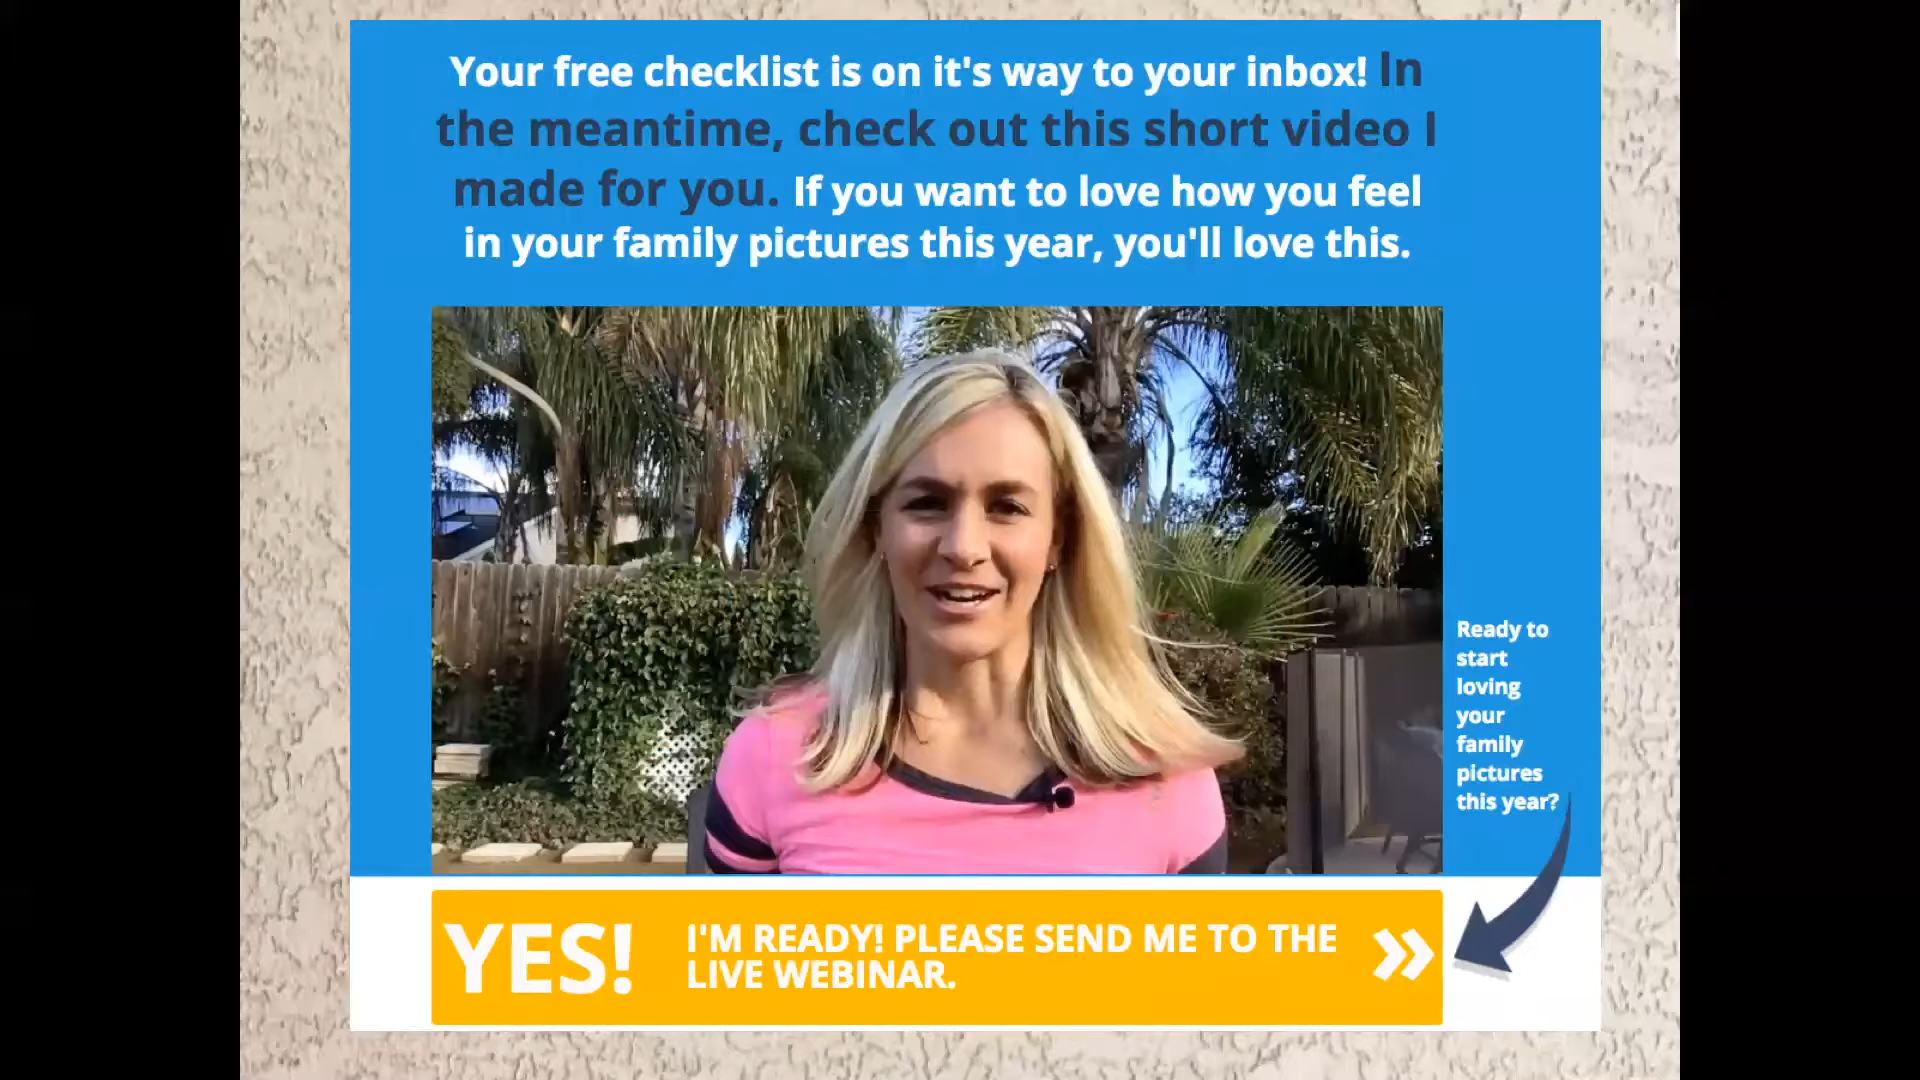 Your free checklist is on it's way to your inbox! In
the meantime, check out this short video I
made for you. If you want to love how you feel
in your family pictures this year, you'll love this.
Ready to
start
loving
your
family
pictures
this year?
YES!
I'M READY! PLEASE SEND ME TO THE
LIVE WEBINAR.